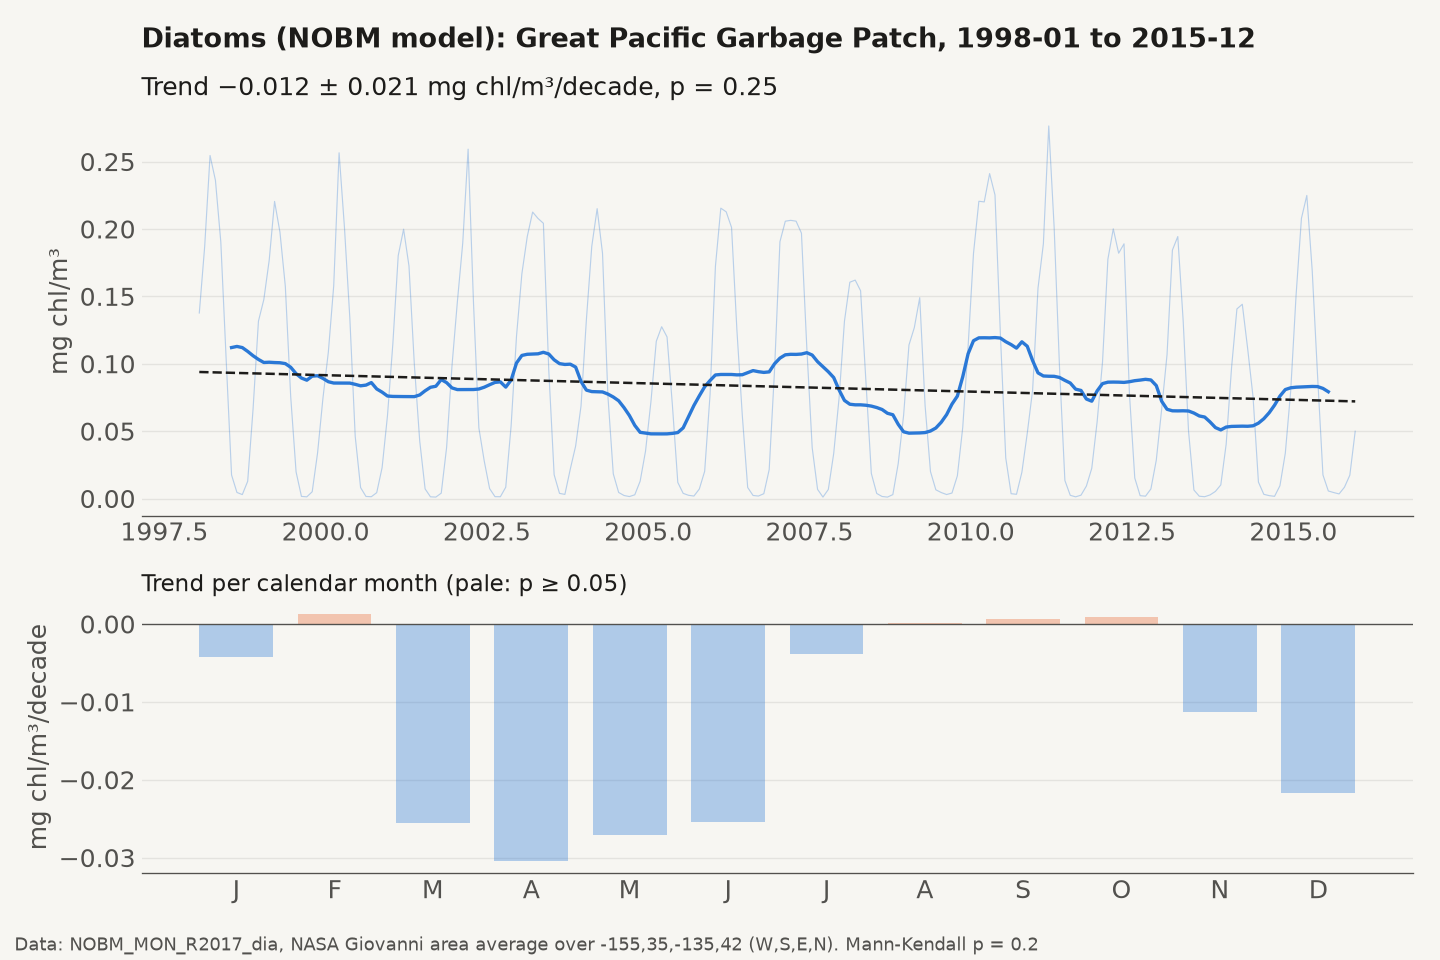 Diatoms (NOBM model): Great Pacific Garbage Patch, 1998-01 to 2015-12
Trend −0.012 ± 0.021 mg chl/m³/decade, p = 0.25
mg chl/m³
0.25
0.20
0.15
0.10
0.05
0.00
1997.5 2000.0 2002.5 2005.0 2007.5 2010.0 2012.5 2015.0
Trend per calendar month (pale: p ≥ 0.05)
mg chl/m³/decade
0.00
−0.01
−0.02
−0.03
J F M A M J J A S O N D
Data: NOBM_MON_R2017_dia, NASA Giovanni area average over -155,35,-135,42 (W,S,E,N). Mann-Kendall p = 0.2